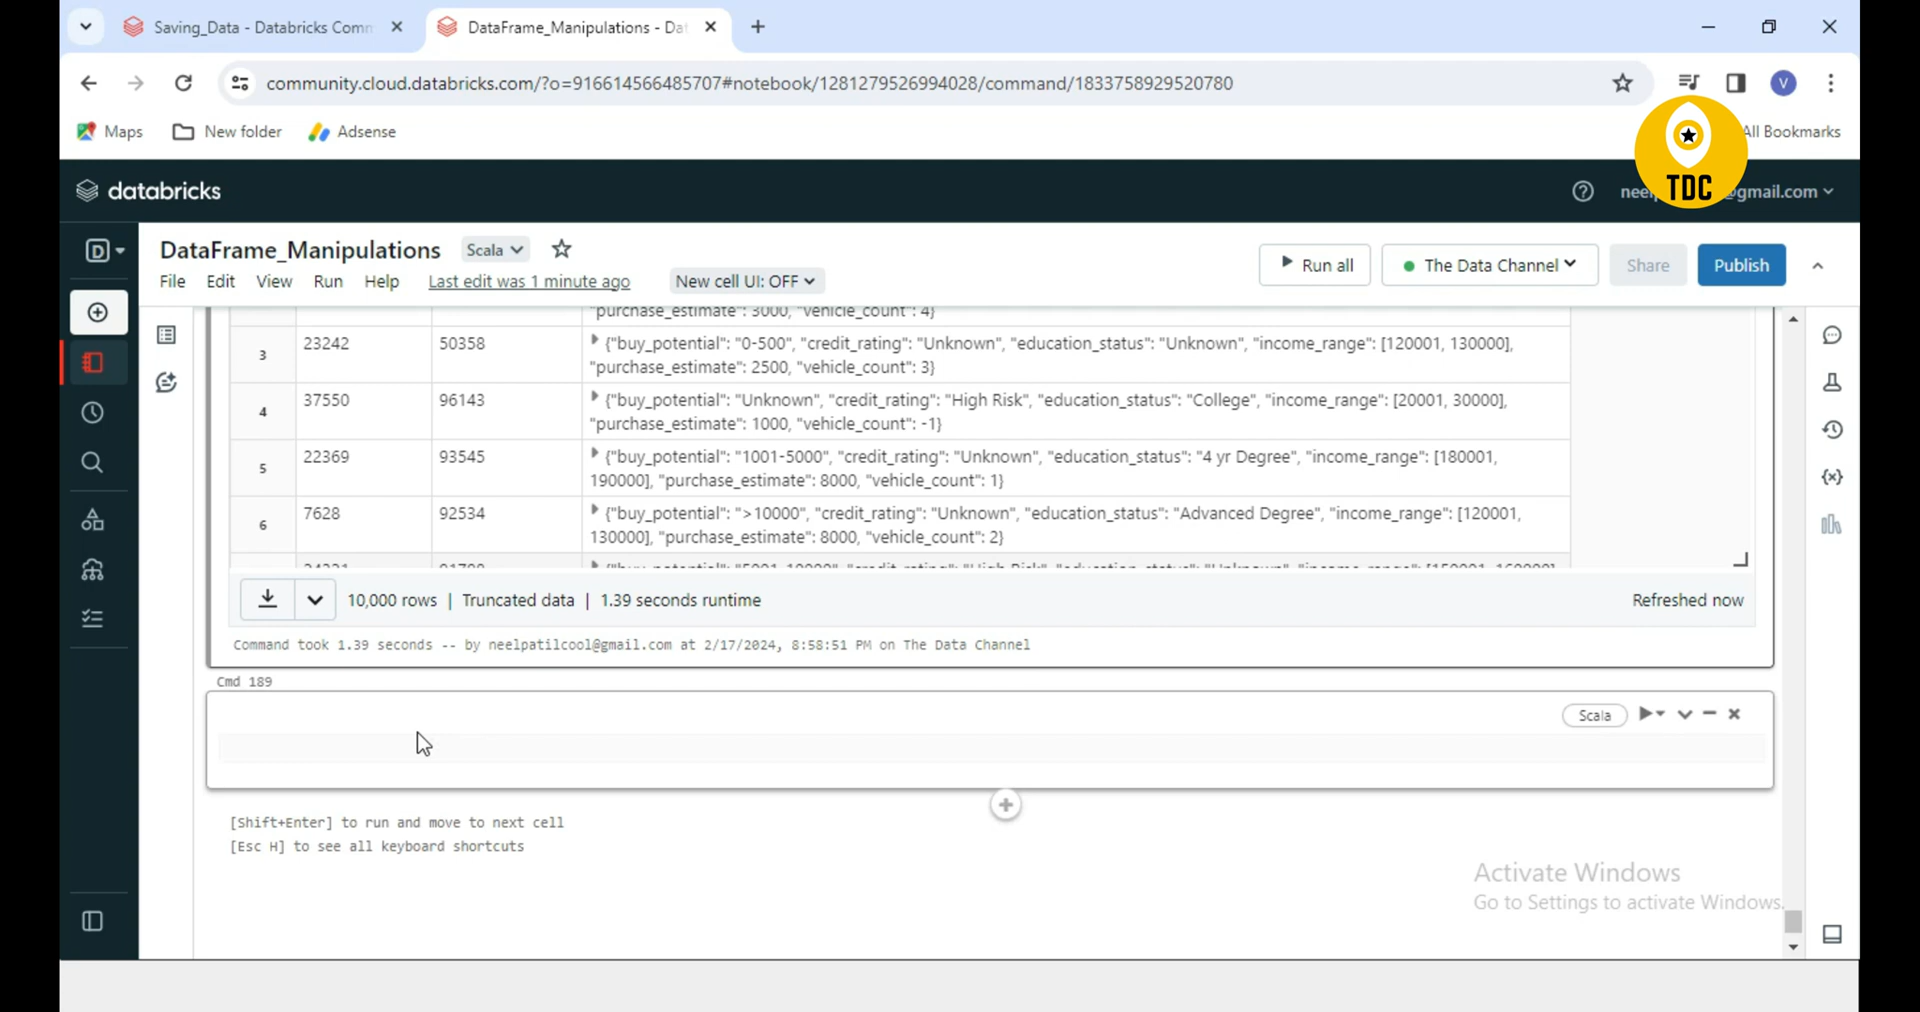 Saving_Data - Databricks Comm
DataFrame_Manipulations - Dat
community.cloud.databricks.com/?o=916614566485707#notebook/1281279526994028/command/1833758929520780
V
Maps
New folder
Adsense
All Bookmarks
TDC
databricks
@gmail.com
D
DataFrame_Manipulations
Scala
Run all
The Data Channel
Share
Publish
File
Edit
View
Run
Help
Last edit was 1 minute ago
New cell UI: OFF
"purchase_estimate": 3000, "vehicle_count": 4}
3
23242
50358
{"buy_potential": "0-500", "credit_rating": "Unknown", "education_status": "Unknown", "income_range": [120001, 130000],
"purchase_estimate": 2500, "vehicle_count": 3}
4
37550
96143
{"buy_potential": "Unknown", "credit_rating": "High Risk", "education_status": "College", "income_range": [20001, 30000],
"purchase_estimate": 1000, "vehicle_count": -1}
5
22369
93545
{"buy_potential": "1001-5000", "credit_rating": "Unknown", "education_status": "4 yr Degree", "income_range": [180001,
190000], "purchase_estimate": 8000, "vehicle_count": 1}
6
7628
92534
{"buy_potential": ">10000", "credit_rating": "Unknown", "education_status": "Advanced Degree", "income_range": [120001,
130000], "purchase_estimate": 8000, "vehicle_count": 2}
10,000 rows | Truncated data | 1.39 seconds runtime
Refreshed now
Command took 1.39 seconds -- by neelpatilcool@gmail.com at 2/17/2024, 8:58:51 PM on The Data Channel
Cmd 189
Scala
[Shift+Enter] to run and move to next cell
[Esc H] to see all keyboard shortcuts
Activate Windows
Go to Settings to activate Windows.